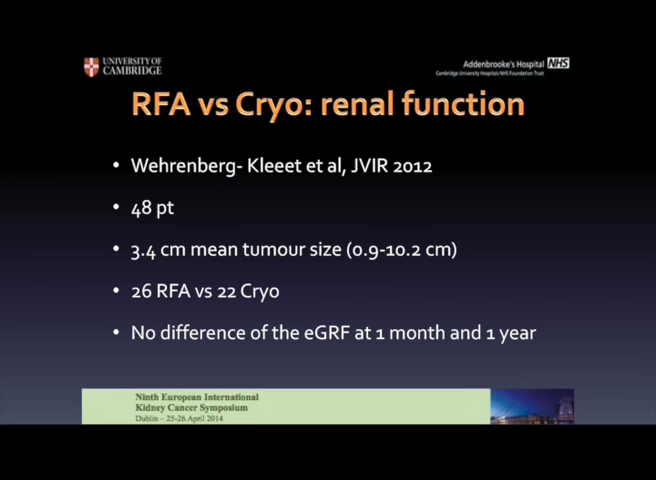 UNIVERSITY OF
CAMBRIDGE
Addenbrooke's Hospital NHS
Cambridge University Hospitals NHS Foundation Trust
RFA vs Cryo: renal function
• Wehrenberg- Kleeet et al, JVIR 2012
• 48 pt
• 3.4 cm mean tumour size (0.9-10.2 cm)
• 26 RFA vs 22 Cryo
• No difference of the eGRF at 1 month and 1 year
Ninth European International
Kidney Cancer Symposium
Dublin – 25-26 April 2014